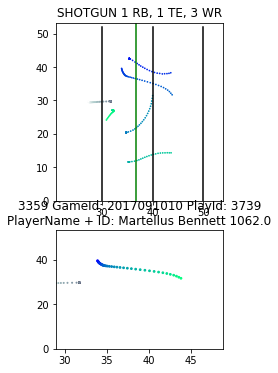 SHOTGUN 1 RB, 1 TE, 3 WR
50
40
30
20
10
0
30 40 50
3359 GameId: 2017091010 PlayId: 3739
PlayerName + ID: Martellus Bennett 1062.0
40
20
0
30 35 40 45